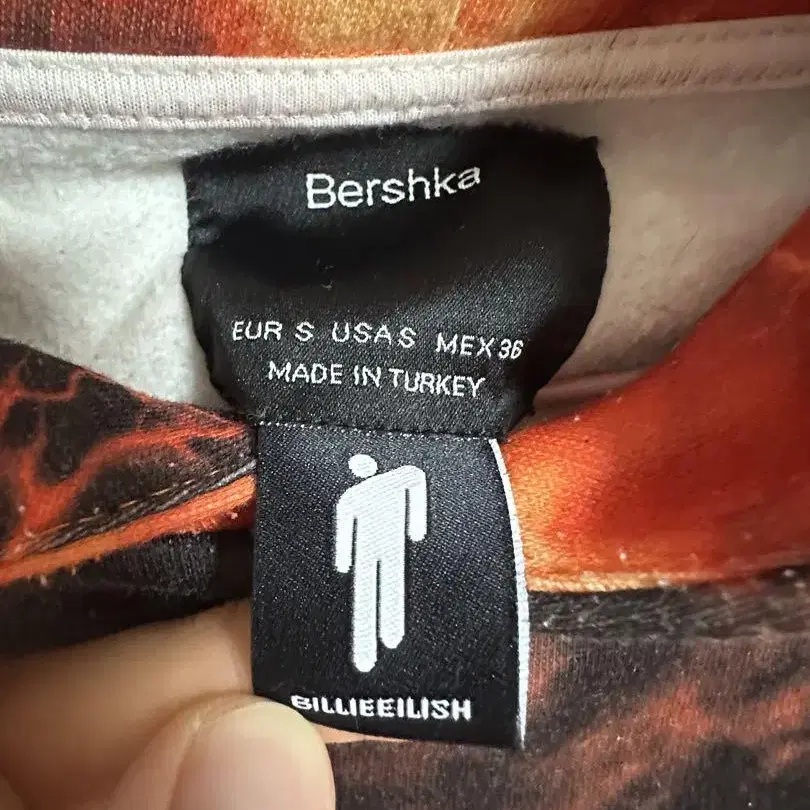 Bershka
EUR S USA S MEX 36
MADE IN TURKEY
BILLIEEILISH